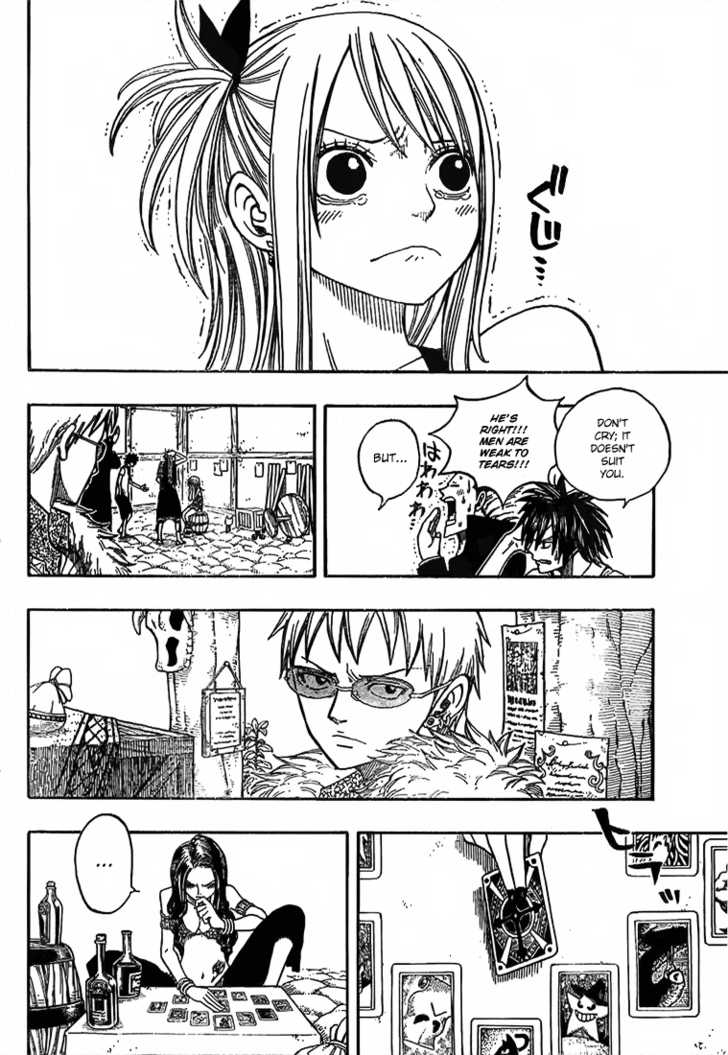 ぐじ…
DON'T
CRY; IT
DOESN'T
SUIT
YOU.
HE'S
RIGHT!!!
MEN ARE
WEAK TO
TEARS!!!
はわわわ…
BUT...
...